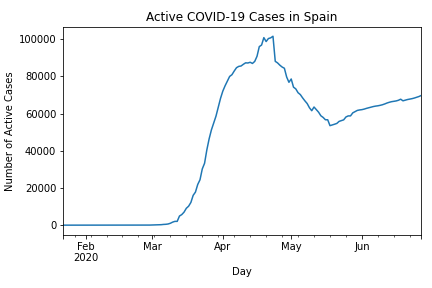 Active COVID-19 Cases in Spain
100000
80000
60000
40000
20000
0
Number of Active Cases
Feb Mar Apr May Jun
2020
Day